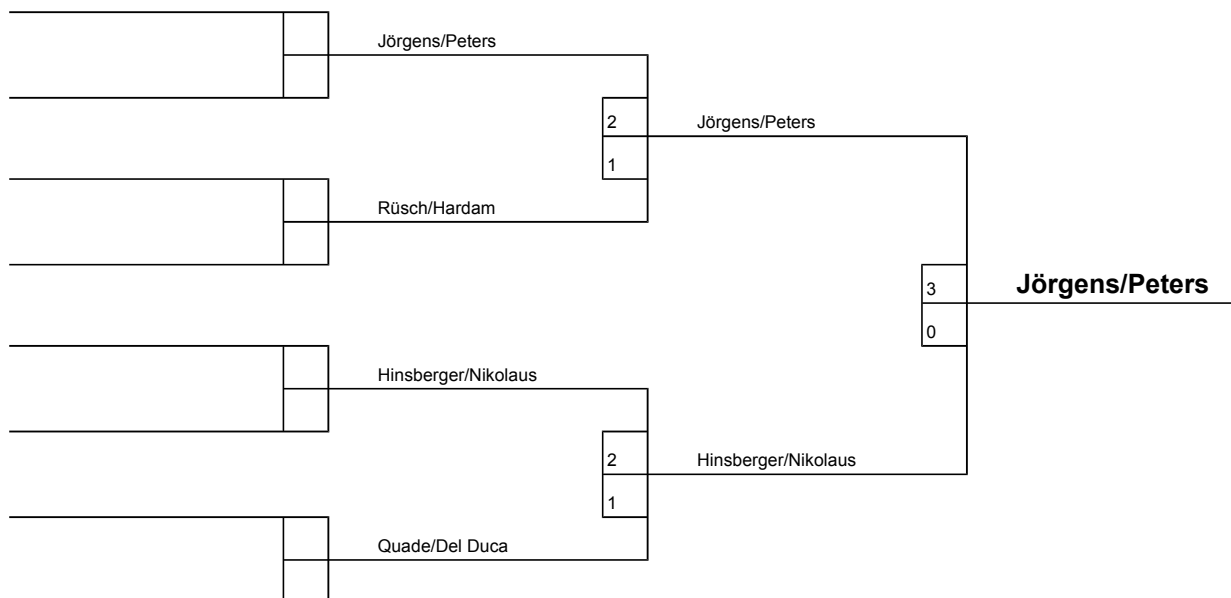 Jörgens/Peters
2
Jörgens/Peters
1
Rüsch/Hardam
3
Jörgens/Peters
0
Hinsberger/Nikolaus
2
Hinsberger/Nikolaus
1
Quade/Del Duca